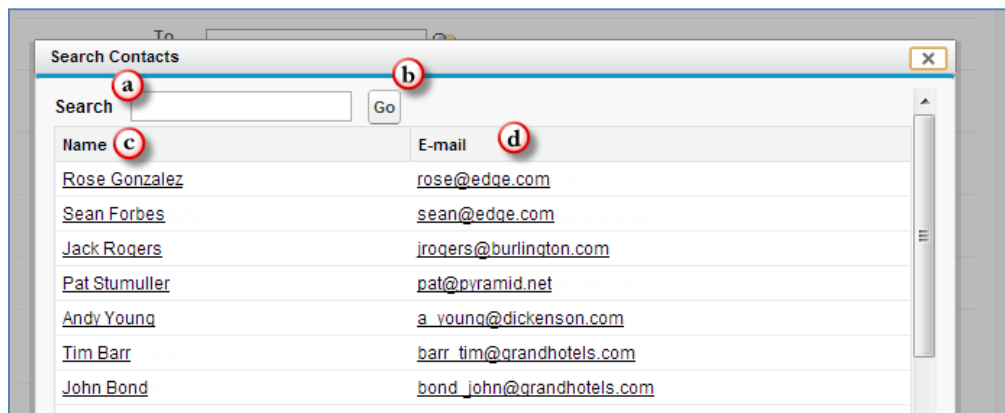 To
Search Contacts
a b
Search Go
Name c E-mail d
Rose Gonzalez rose@edge.com
Sean Forbes sean@edge.com
Jack Rogers jrogers@burlington.com
Pat Stumuller pat@pyramid.net
Andy Young a_young@dickenson.com
Tim Barr barr_tim@grandhotels.com
John Bond bond_john@grandhotels.com